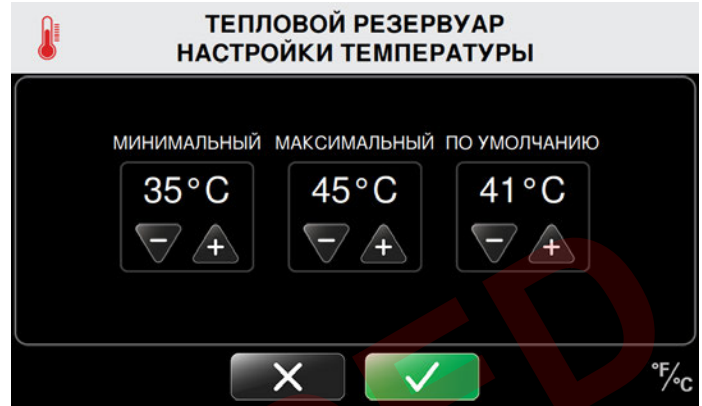 ТЕПЛОВОЙ РЕЗЕРВУАР
НАСТРОЙКИ ТЕМПЕРАТУРЫ
МИНИМАЛЬНЫЙ МАКСИМАЛЬНЫЙ ПО УМОЛЧАНИЮ
35°C 45°C 41°C
− + − + − +
°F/°C